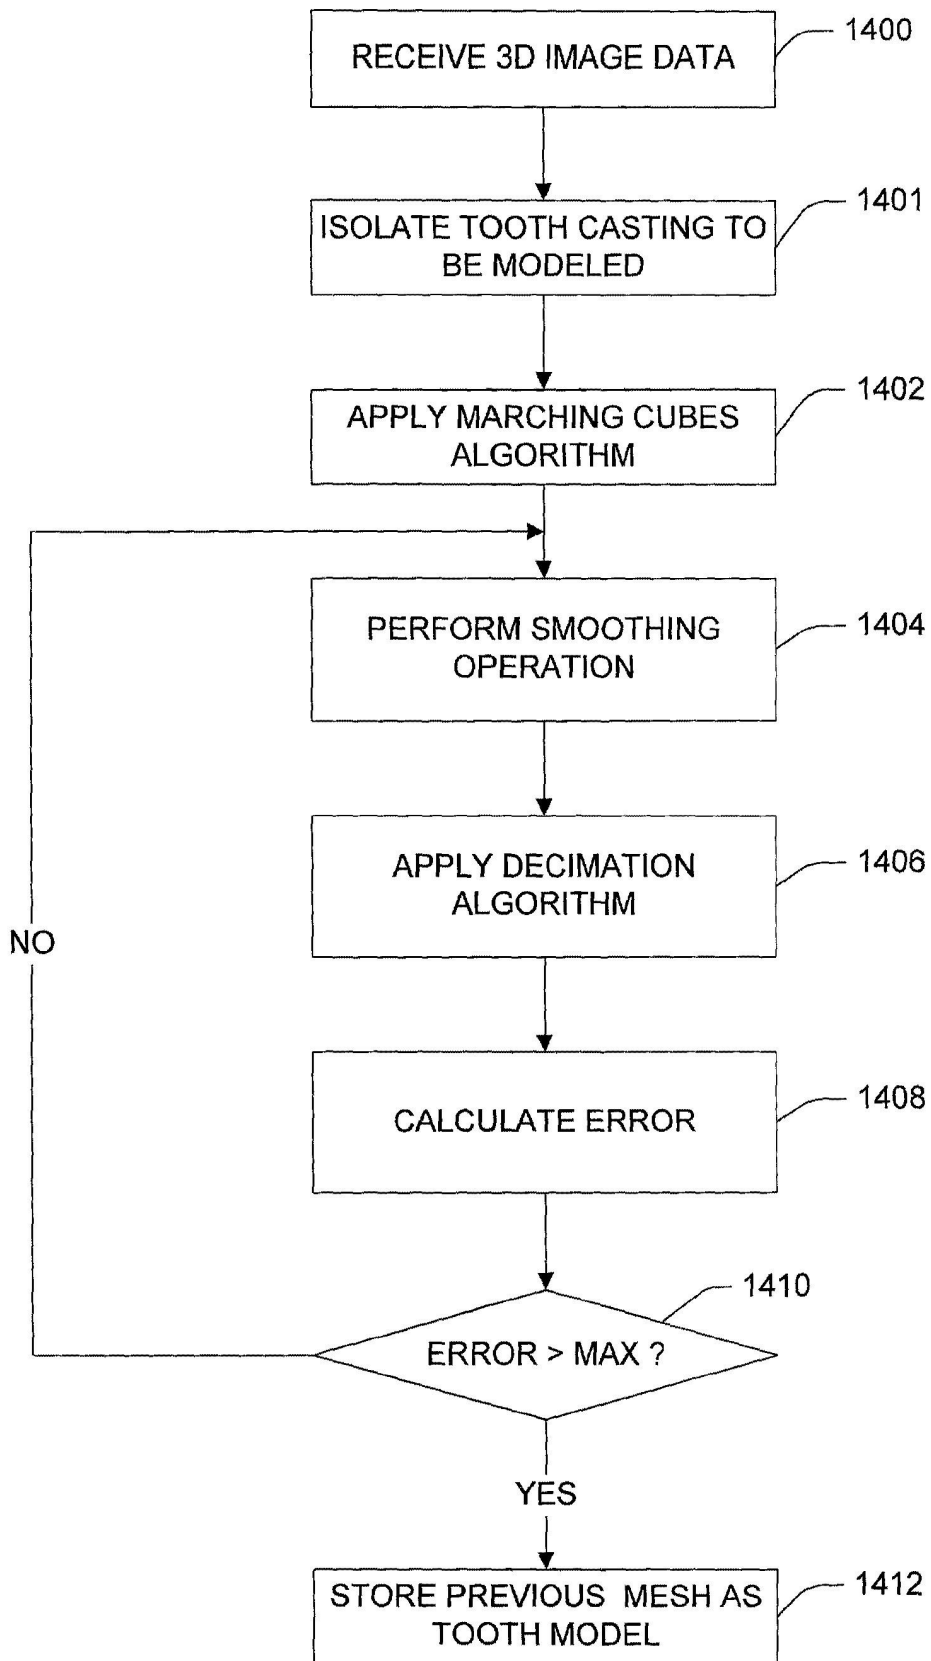 RECEIVE 3D IMAGE DATA
1400
ISOLATE TOOTH CASTING TO
BE MODELED
1401
APPLY MARCHING CUBES
ALGORITHM
1402
PERFORM SMOOTHING
OPERATION
1404
APPLY DECIMATION
ALGORITHM
1406
NO
CALCULATE ERROR
1408
ERROR > MAX ?
1410
YES
STORE PREVIOUS MESH AS
TOOTH MODEL
1412